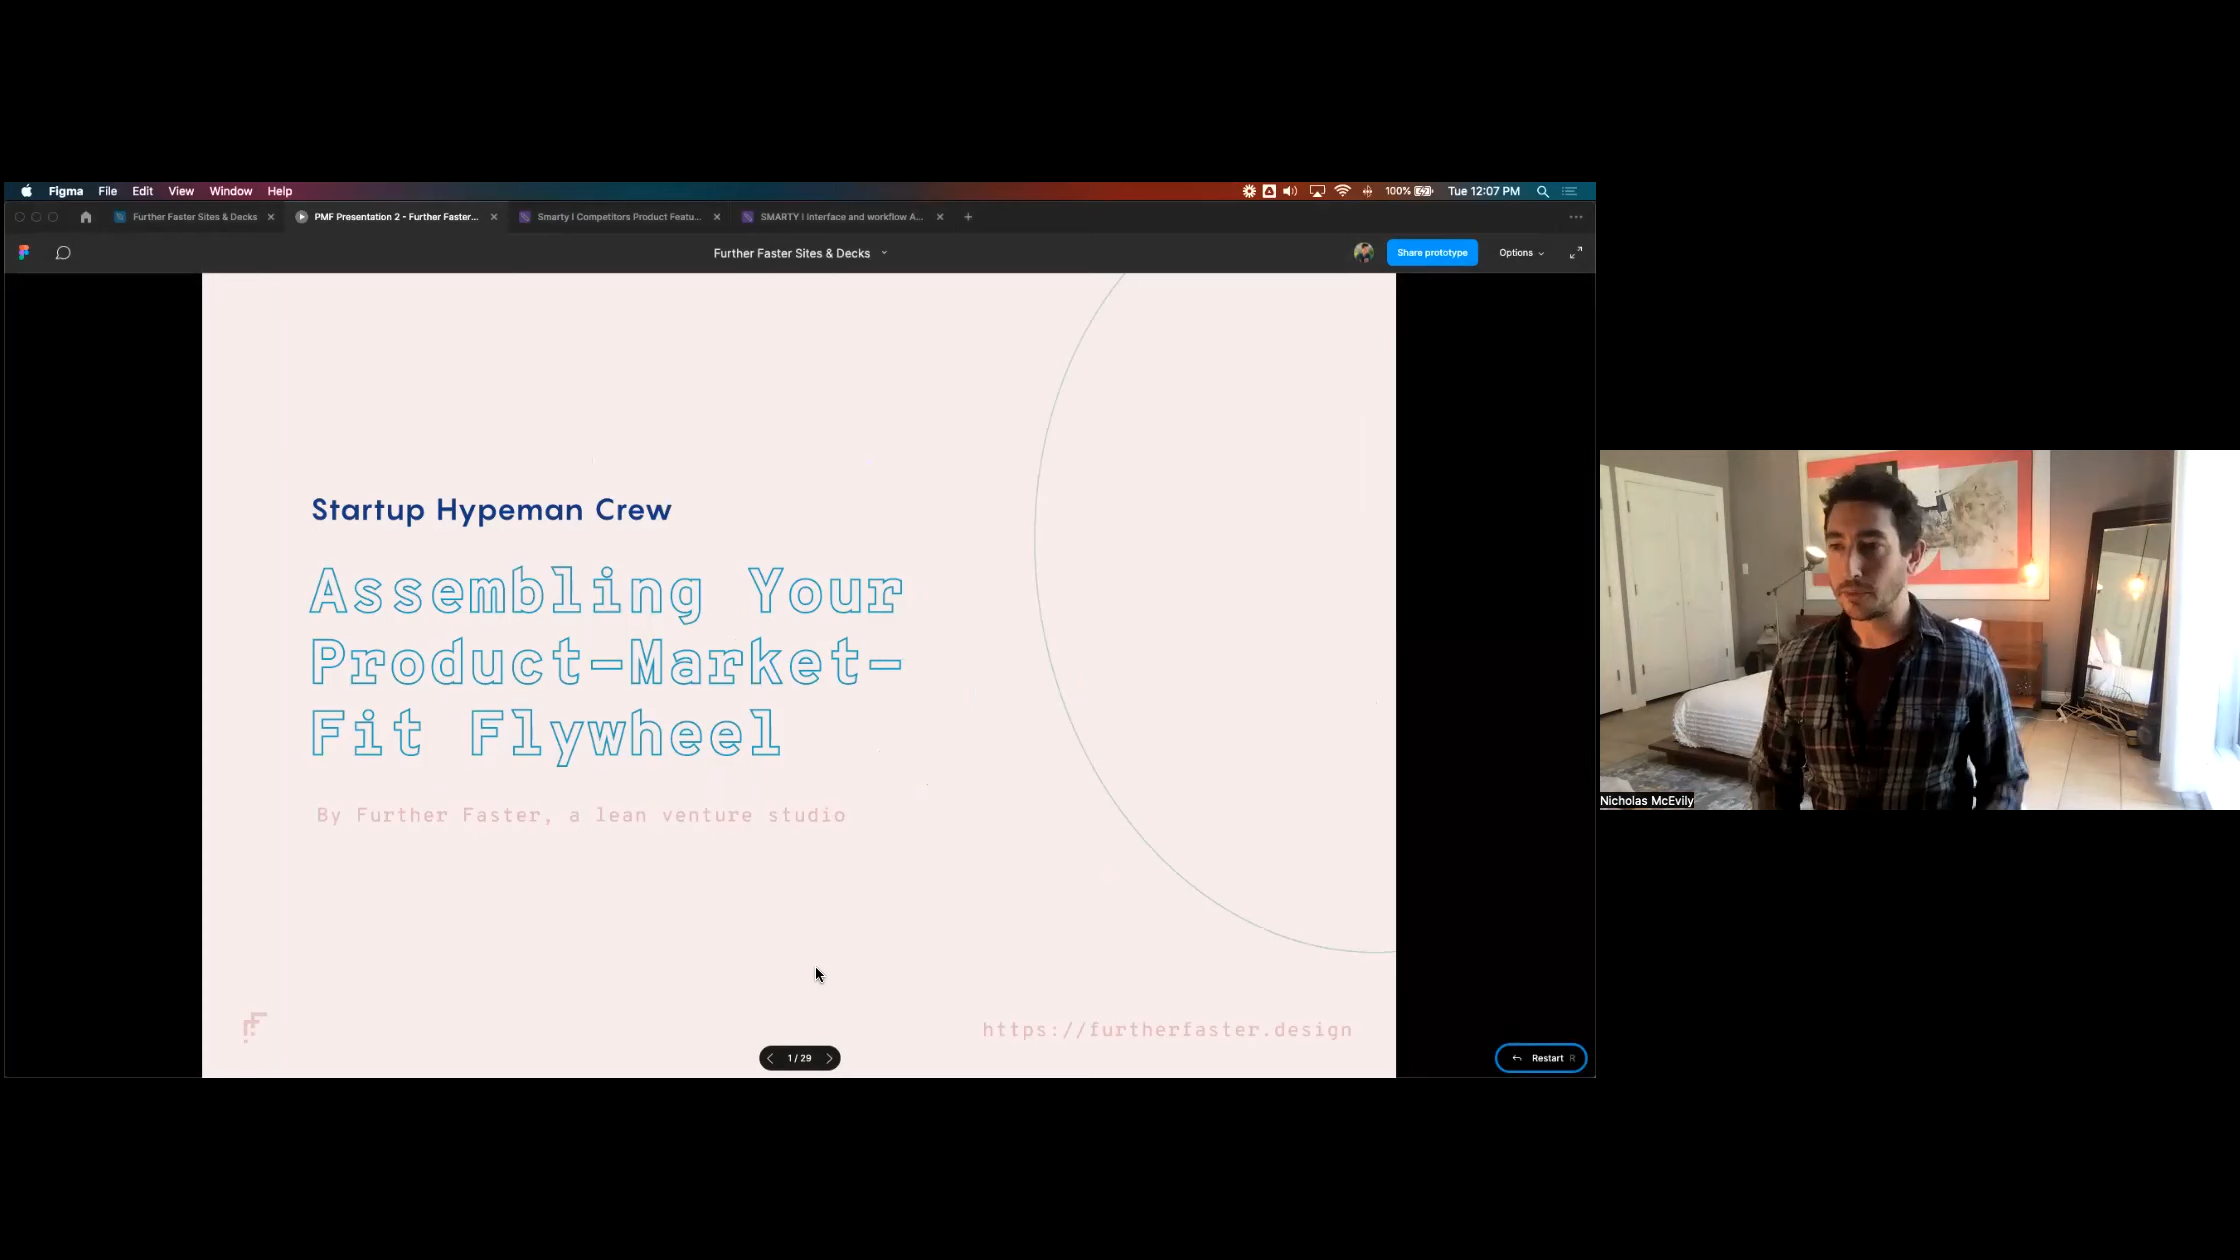 Figma File Edit View Window Help
100% Tue 12:07 PM
Further Faster Sites & Decks
PMF Presentation 2 - Further Faster...
Smarty | Competitors Product Featu...
SMARTY | Interface and workflow A...
Further Faster Sites & Decks
Share prototype
Options
Startup Hypeman Crew
Assembling Your
Product-Market-
Fit Flywheel
By Further Faster, a lean venture studio
https://furtherfaster.design
1 / 29
Restart R
Nicholas McEvily